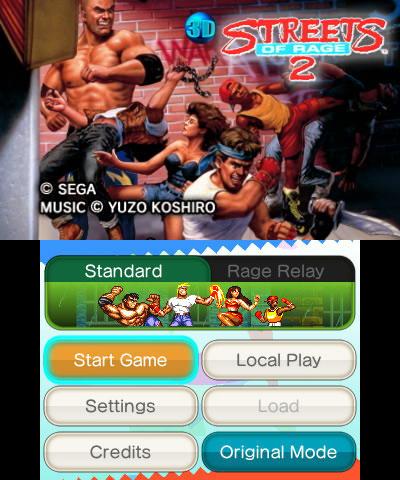 3D STREETS
OF RAGE
2
© SEGA
MUSIC © YUZO KOSHIRO
Standard
Rage Relay
Start Game
Local Play
Settings
Load
Credits
Original Mode